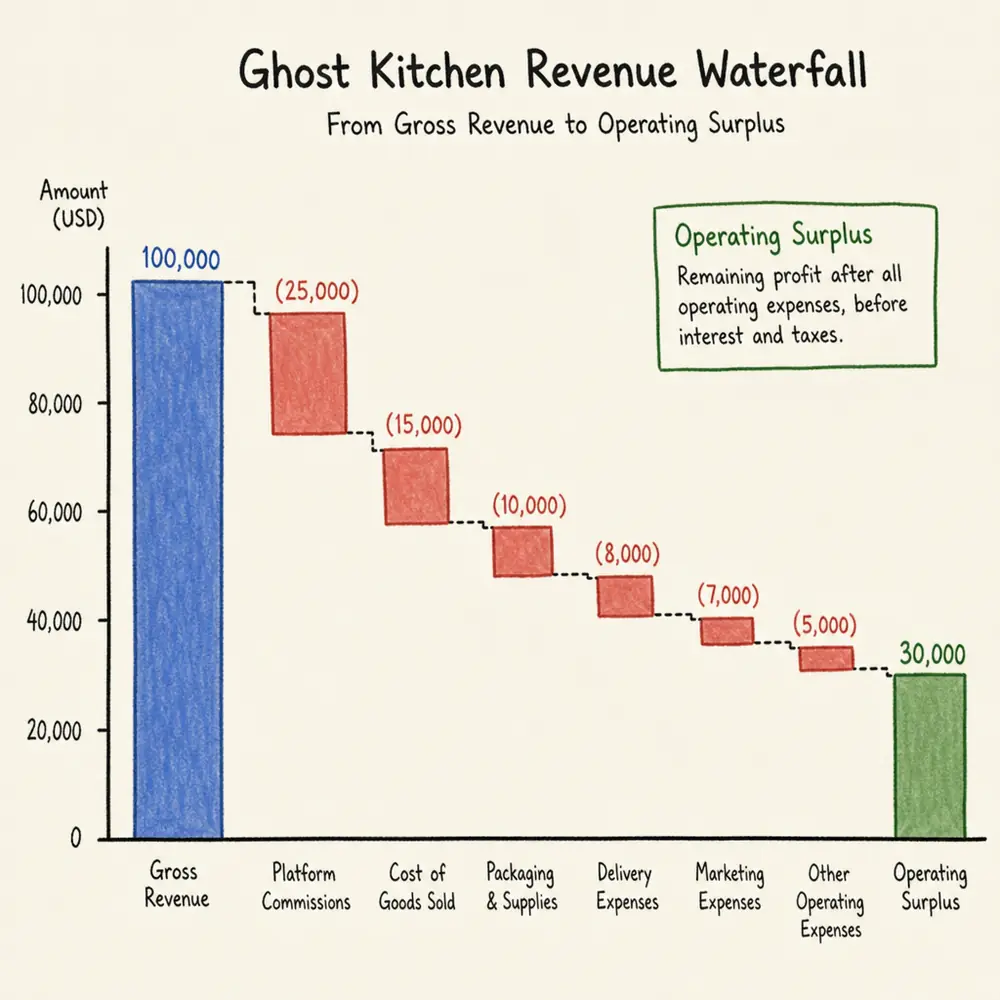 Ghost Kitchen Revenue Waterfall
From Gross Revenue to Operating Surplus
Amount
(USD)
Operating Surplus
Remaining profit after all
operating expenses, before
interest and taxes.
100,000
80,000
60,000
40,000
20,000
0
100,000
(25,000)
(15,000)
(10,000)
(8,000)
(7,000)
(5,000)
30,000
Gross
Revenue
Platform
Commissions
Cost of
Goods Sold
Packaging
& Supplies
Delivery
Expenses
Marketing
Expenses
Other
Operating
Expenses
Operating
Surplus